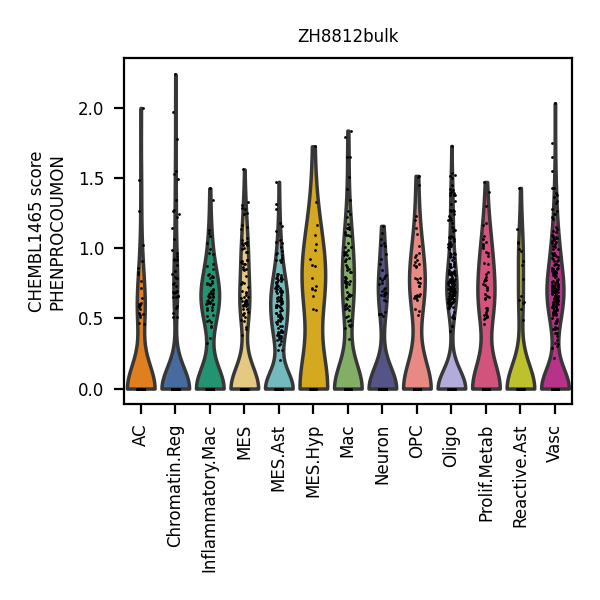 ZH8812bulk
CHEMBL1465 score
PHENPROCOUMON
2.0
1.5
1.0
0.5
0.0
AC
Chromatin.Reg
Inflammatory.Mac
MES
MES.Ast
MES.Hyp
Mac
Neuron
OPC
Oligo
Prolif.Metab
Reactive.Ast
Vasc